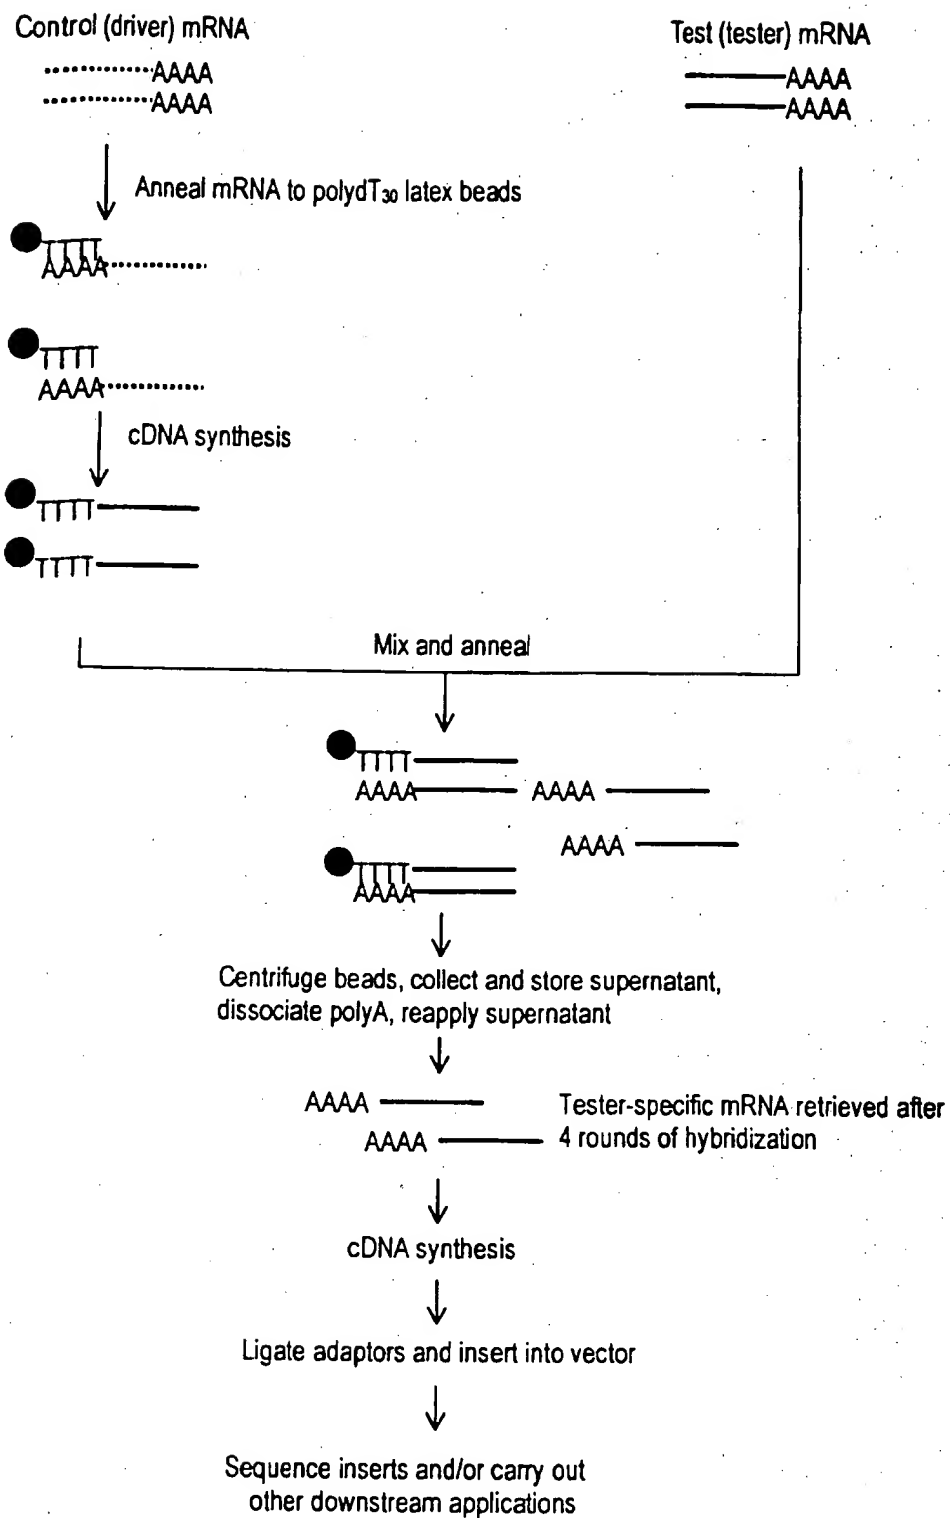 Control (driver) mRNA
Test (tester) mRNA
AAAA
AAAA
AAAA
AAAA
Anneal mRNA to polydT30 latex beads
TTTT
AAAA
TTTT
AAAA
cDNA synthesis
TTTT
TTTT
Mix and anneal
TTTT
AAAA AAAA
AAAA
TTTT
AAAA
Centrifuge beads, collect and store supernatant,
dissociate polyA, reapply supernatant
AAAA
Tester-specific mRNA retrieved after
AAAA
4 rounds of hybridization
cDNA synthesis
Ligate adaptors and insert into vector
Sequence inserts and/or carry out
other downstream applications